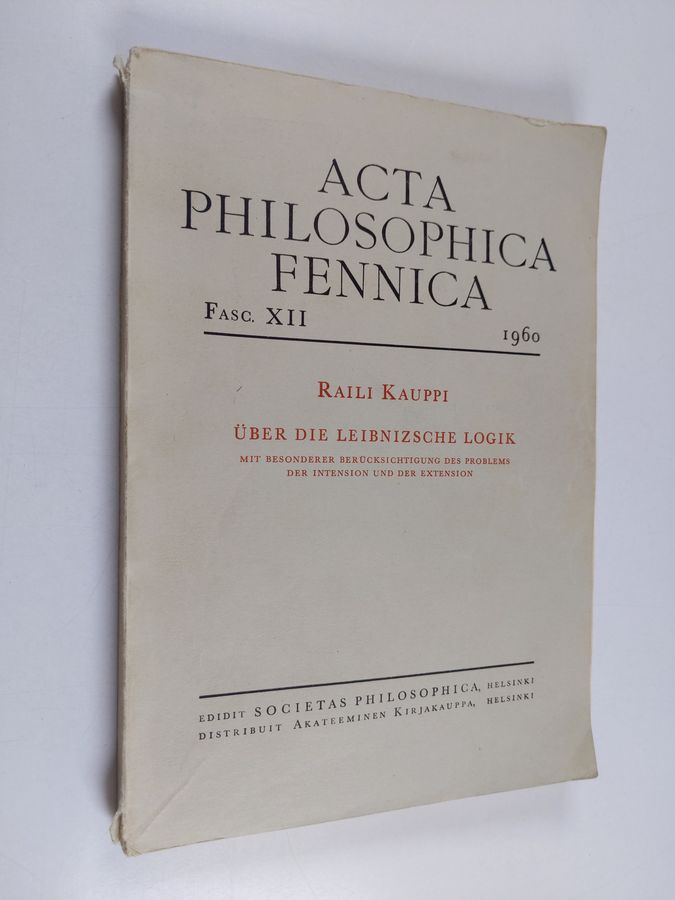 ACTA
PHILOSOPHICA
FENNICA
FASC. XII 1960
RAILI KAUPPI
ÜBER DIE LEIBNIZSCHE LOGIK
MIT BESONDERER BERÜCKSICHTIGUNG DES PROBLEMS
DER INTENSION UND DER EXTENSION
EDIDIT SOCIETAS PHILOSOPHICA, HELSINKI
DISTRIBUIT AKATEEMINEN KIRJAKAUPPA, HELSINKI